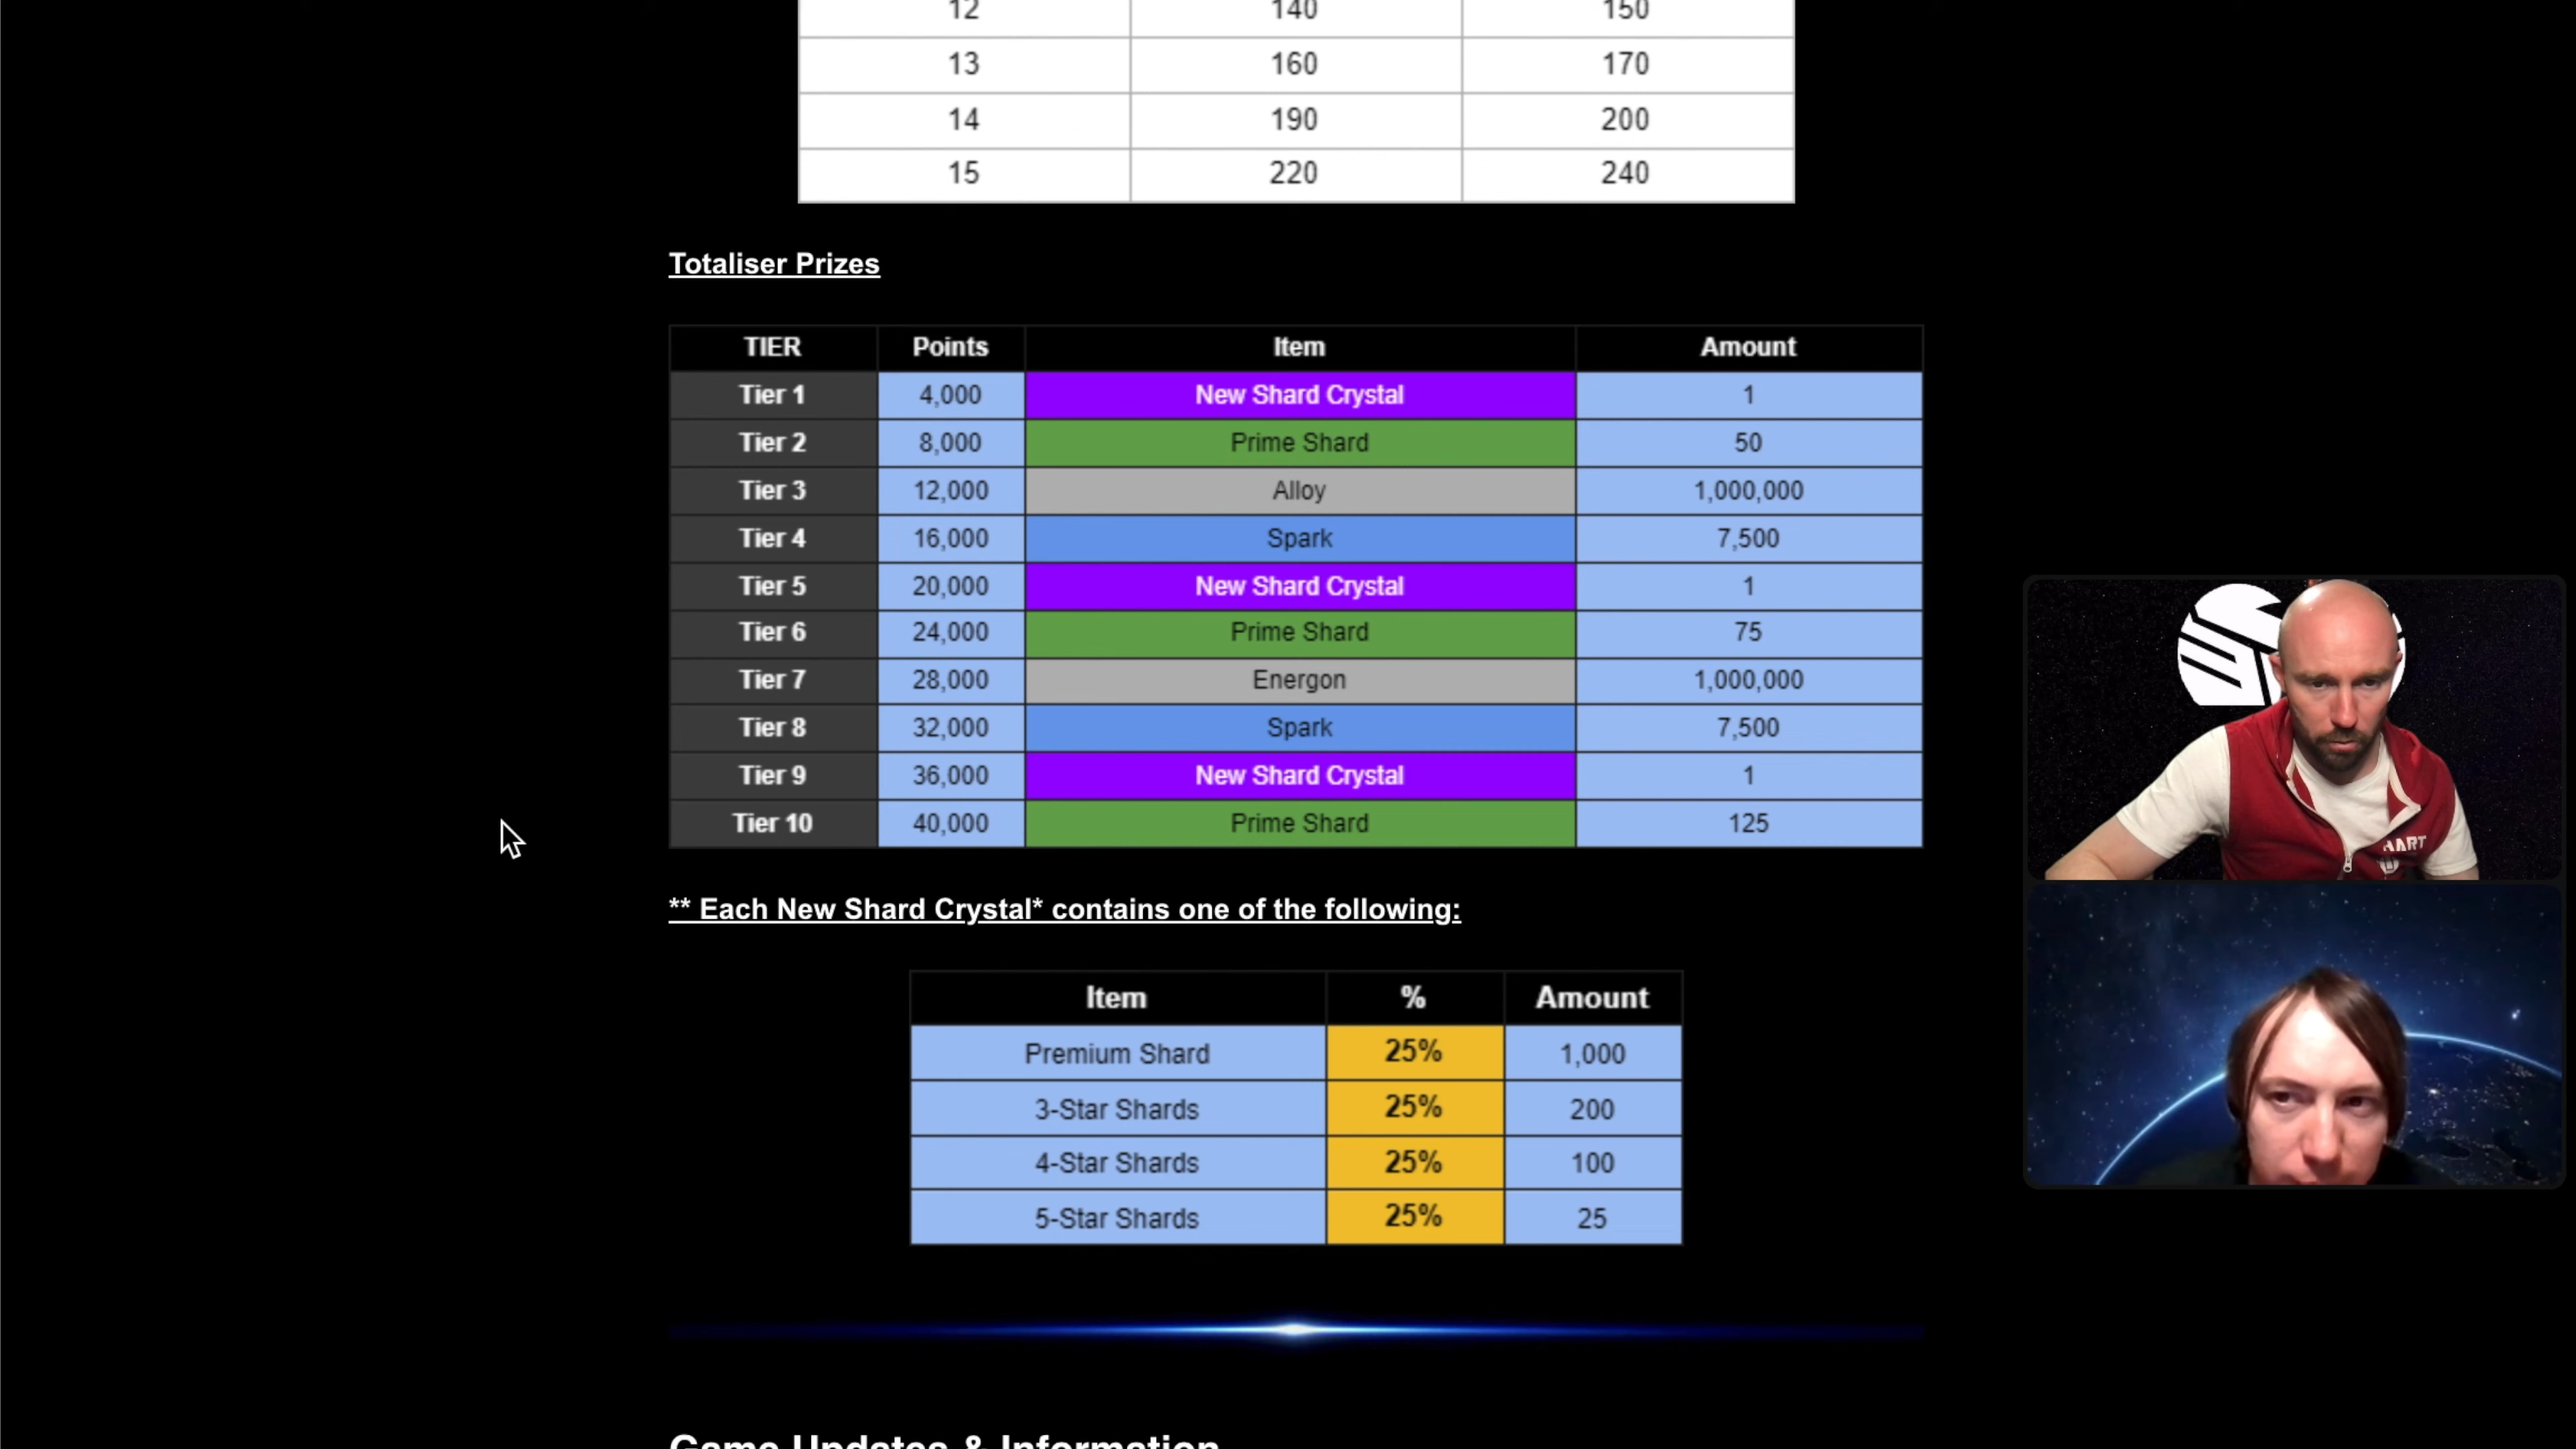 12 140 150
13 160 170
14 190 200
15 220 240
Totaliser Prizes
TIER Points Item Amount
Tier 1 4,000 New Shard Crystal 1
Tier 2 8,000 Prime Shard 50
Tier 3 12,000 Alloy 1,000,000
Tier 4 16,000 Spark 7,500
Tier 5 20,000 New Shard Crystal 1
Tier 6 24,000 Prime Shard 75
Tier 7 28,000 Energon 1,000,000
Tier 8 32,000 Spark 7,500
Tier 9 36,000 New Shard Crystal 1
Tier 10 40,000 Prime Shard 125
** Each New Shard Crystal* contains one of the following:
Item % Amount
Premium Shard 25% 1,000
3-Star Shards 25% 200
4-Star Shards 25% 100
5-Star Shards 25% 25
Game Updates & Information